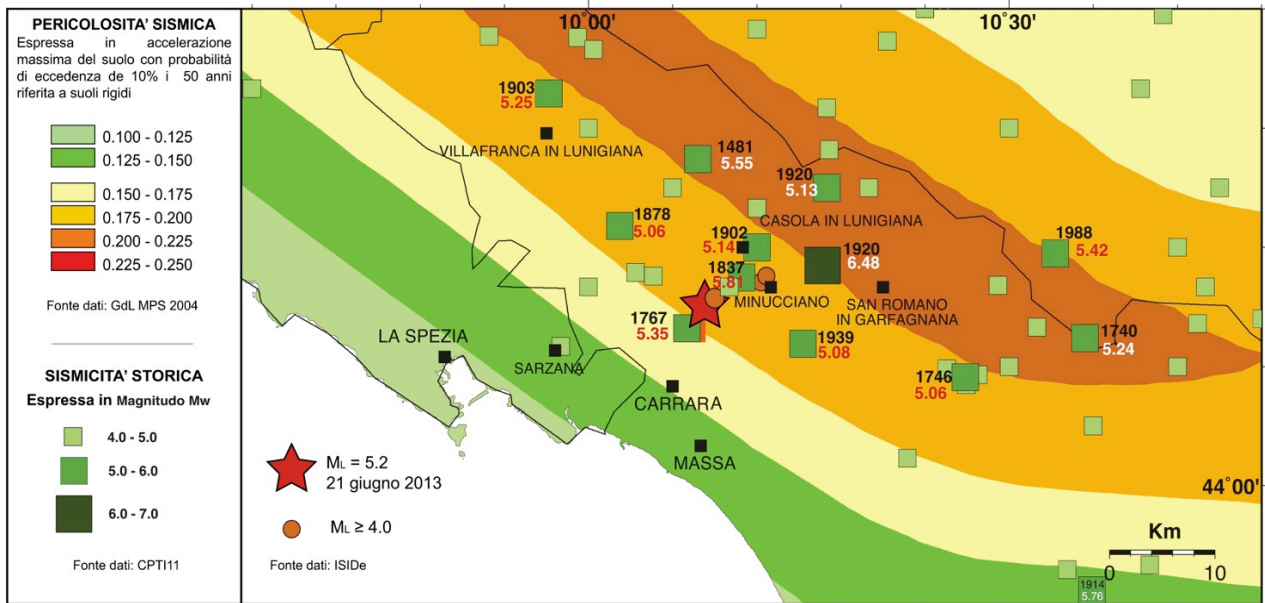 PERICOLOSITA' SISMICA
Espressa in accelerazione
massima del suolo con probabilità
di eccedenza de 10% i 50 anni
riferita a suoli rigidi
0.100 - 0.125
0.125 - 0.150
0.150 - 0.175
0.175 - 0.200
0.200 - 0.225
0.225 - 0.250
Fonte dati: GdL MPS 2004
SISMICITA' STORICA
Espressa in Magnitudo Mw
4.0 - 5.0
5.0 - 6.0
6.0 - 7.0
Fonte dati: CPTI11
10°00'
10°30'
1903
5.25
VILLAFRANCA IN LUNIGIANA
1481
5.55
1920
5.13
1878
5.06
CASOLA IN LUNIGIANA
1902
5.14
1920
6.48
1988
5.42
1837
5.81
MINUCCIANO
SAN ROMANO
IN GARFAGNANA
1767
5.35
LA SPEZIA
SARZANA
1939
5.08
1740
5.24
1746
5.06
CARRARA
MASSA
44°00'
ML = 5.2
21 giugno 2013
ML ≥ 4.0
Fonte dati: ISIDe
Km
0 10
1914
5.76